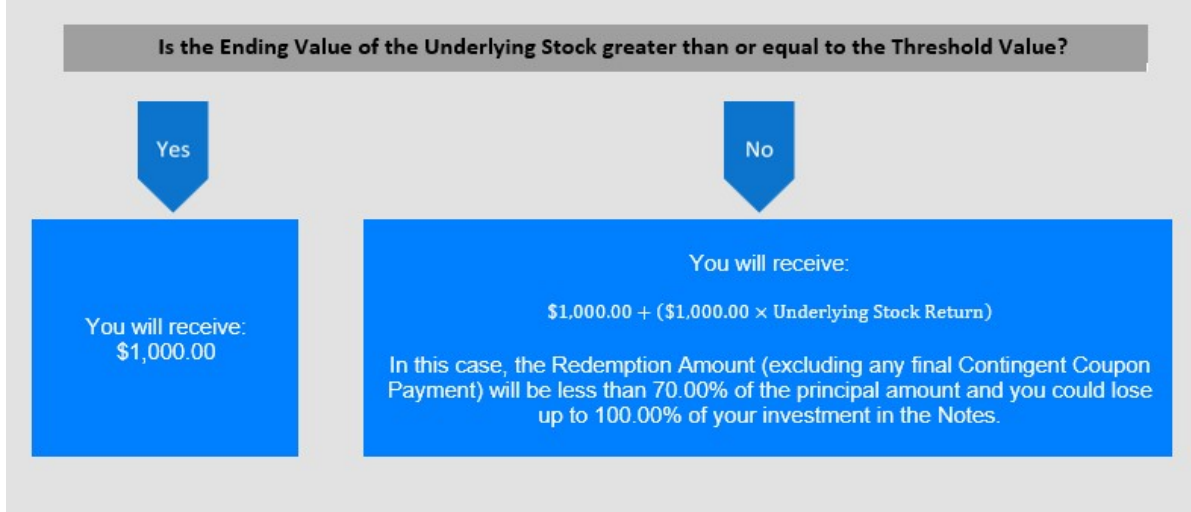 Is the Ending Value of the Underlying Stock greater than or equal to the Threshold Value?
Yes
No
You will receive:
$1,000.00
You will receive:
$1,000.00 + ($1,000.00 × Underlying Stock Return)
In this case, the Redemption Amount (excluding any final Contingent Coupon
Payment) will be less than 70.00% of the principal amount and you could lose
up to 100.00% of your investment in the Notes.